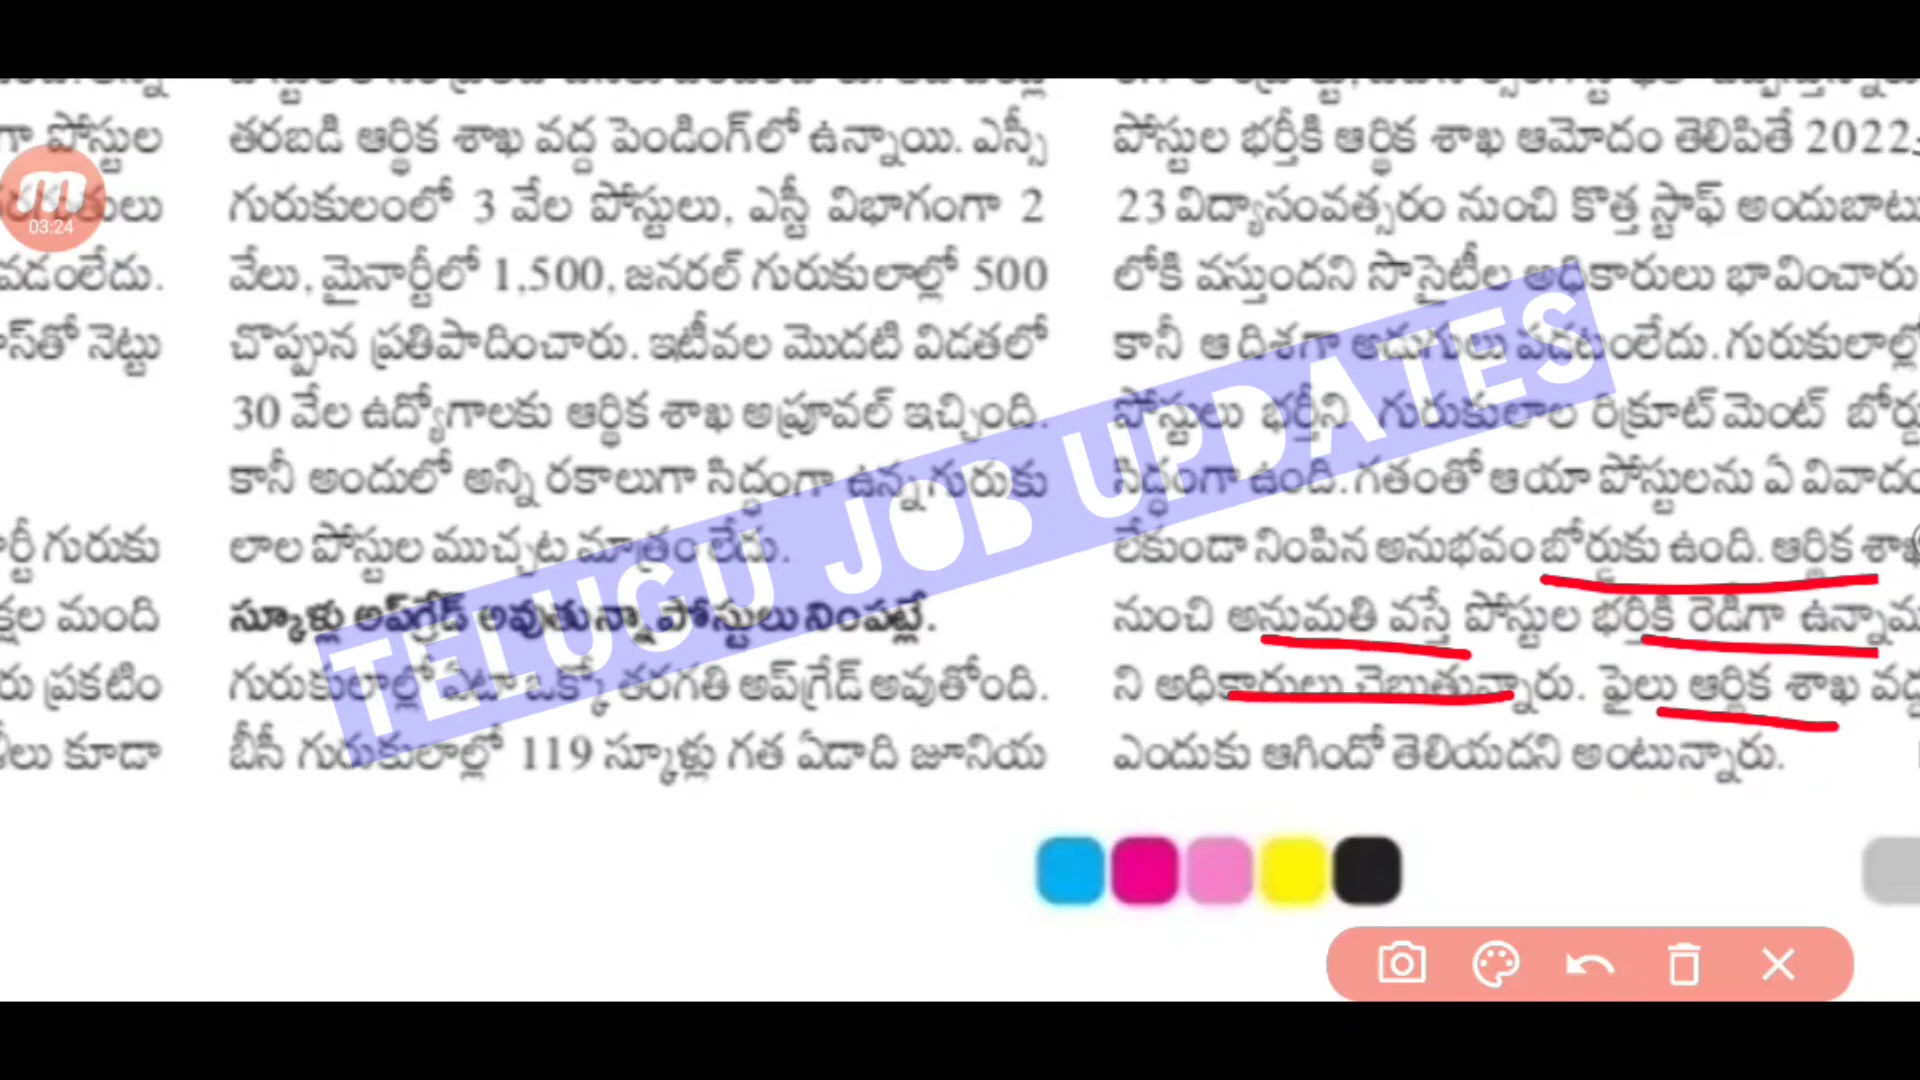 గా పోస్టుల
03:24
వడంలేదు.
నెట్టు
గురుకు
మంది
ప్రకటిం
కూడా
తరబడి ఆర్థిక శాఖ వద్ద పెండింగ్‌లో ఉన్నాయి. ఎస్సీ
గురుకులంలో 3 వేల పోస్టులు, ఎస్టీ విభాగంగా 2
వేలు, మైనార్టీలో 1,500, జనరల్ గురుకులాల్లో 500
చొప్పున ప్రతిపాదించారు. ఇటీవల మొదటి విడతలో
30 వేల ఉద్యోగాలకు ఆర్థిక శాఖ అప్రూవల్ ఇచ్చింది.
కానీ అందులో అన్ని రకాలుగా సిద్ధంగా ఉన్న గురుకు
లాల పోస్టుల ముచ్చట మాత్రం లేదు.
స్కూళ్లు అప్‌గ్రేడ్ అవుతున్నా పోస్టులు నింపట్లే.
గురుకులాల్లో ఏటా ఒక్కో తరగతి అప్‌గ్రేడ్ అవుతోంది.
బీసీ గురుకులాల్లో 119 స్కూళ్లు గత ఏడాది జూనియ
పోస్టుల భర్తీకి ఆర్థిక శాఖ ఆమోదం తెలిపితే 2022-
23 విద్యాసంవత్సరం నుంచి కొత్త స్టాఫ్ అందుబాటు
లోకి వస్తుందని సొసైటీల అధికారులు భావించారు
కానీ ఆ దిశగా అడుగులు పడటంలేదు. గురుకులాల్లో
పోస్టులు భర్తీని గురుకులాల రిక్రూట్‌మెంట్ బోర్డు
సిద్ధంగా ఉంది. గతంతో ఆయా పోస్టులను ఏ వివాదం
లేకుండా నింపిన అనుభవం బోర్డుకు ఉంది. ఆర్థిక శాఖ
నుంచి అనుమతి వస్తే పోస్టుల భర్తీకి రెడీగా ఉన్నామ
ని అధికారులు చెబుతున్నారు. ఫైలు ఆర్థిక శాఖ వద్ద
ఎందుకు ఆగిందో తెలియదని అంటున్నారు.
TELUGU JOB UPDATES